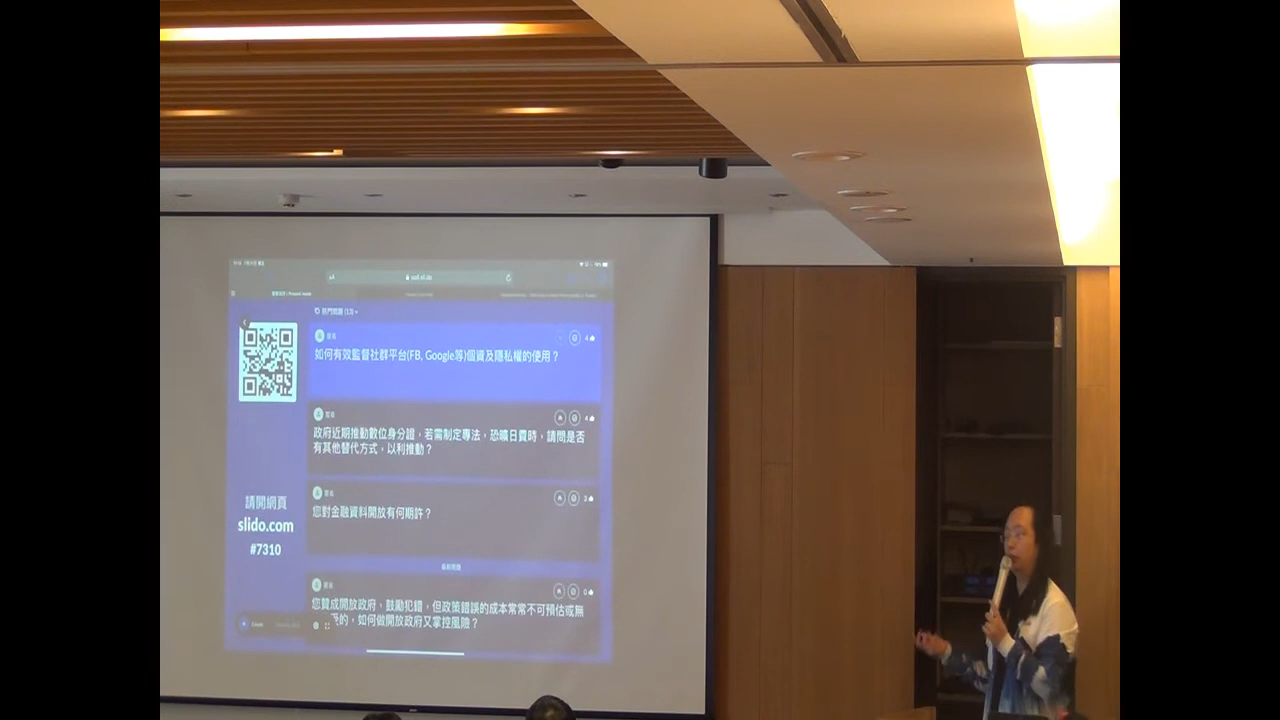 熱門問題 (13)
匿名
4
如何有效監督社群平台(FB, Google等)個資及隱私權的使用？
匿名
4
政府近期推動數位身分證，若需制定專法，恐曠日費時，請問是否
有其他替代方式，以利推動？
匿名
3
您對金融資料開放有何期許？
最新問題
匿名
0
您贊成開放政府，鼓勵犯錯，但政策錯誤的成本常常不可預估或無
的，如何做開放政府又掌控風險？
請開網頁
slido.com
#7310